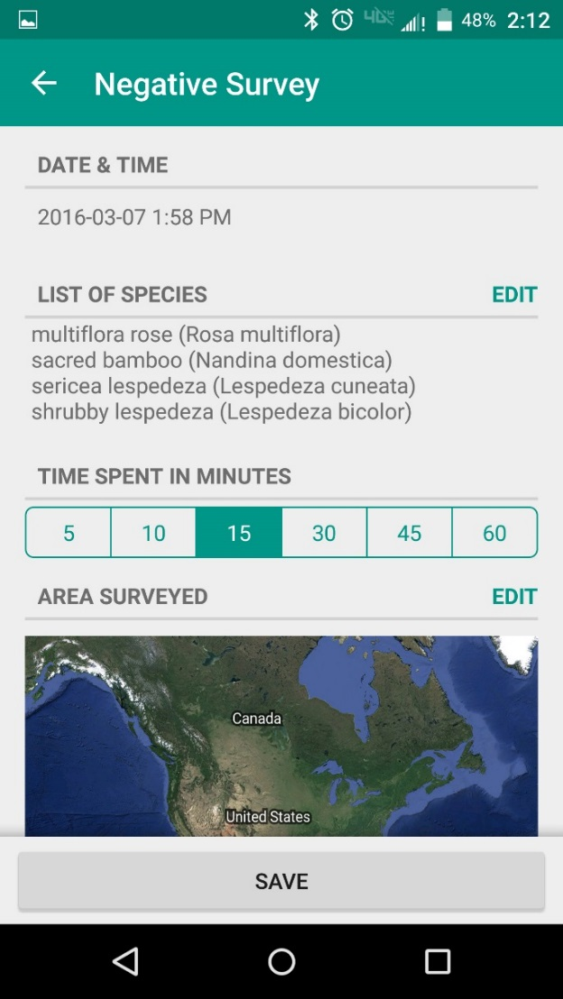 48% 2:12
Negative Survey
DATE & TIME
2016-03-07 1:58 PM
LIST OF SPECIES EDIT
multiflora rose (Rosa multiflora)
sacred bamboo (Nandina domestica)
sericea lespedeza (Lespedeza cuneata)
shrubby lespedeza (Lespedeza bicolor)
TIME SPENT IN MINUTES
5 10 15 30 45 60
AREA SURVEYED EDIT
Canada
United States
SAVE